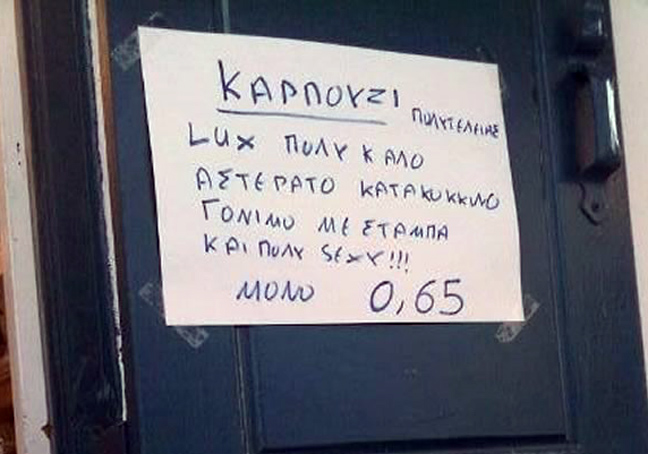 ΚΑΡΠΟΥΖΙ ΠΟΛΥΤΕΛΕΙΑΣ
LUX ΠΟΛΥ ΚΑΛΟ
ΑΣΤΕΡΑΤΟ ΚΑΤΑΚΟΚΚΙΝΟ
ΓΟΝΙΜΟ ΜΕ ΣΤΑΜΠΑ
ΚΑΙ ΠΟΛΥ SEXY!!!
ΜΟΝΟ 0,65